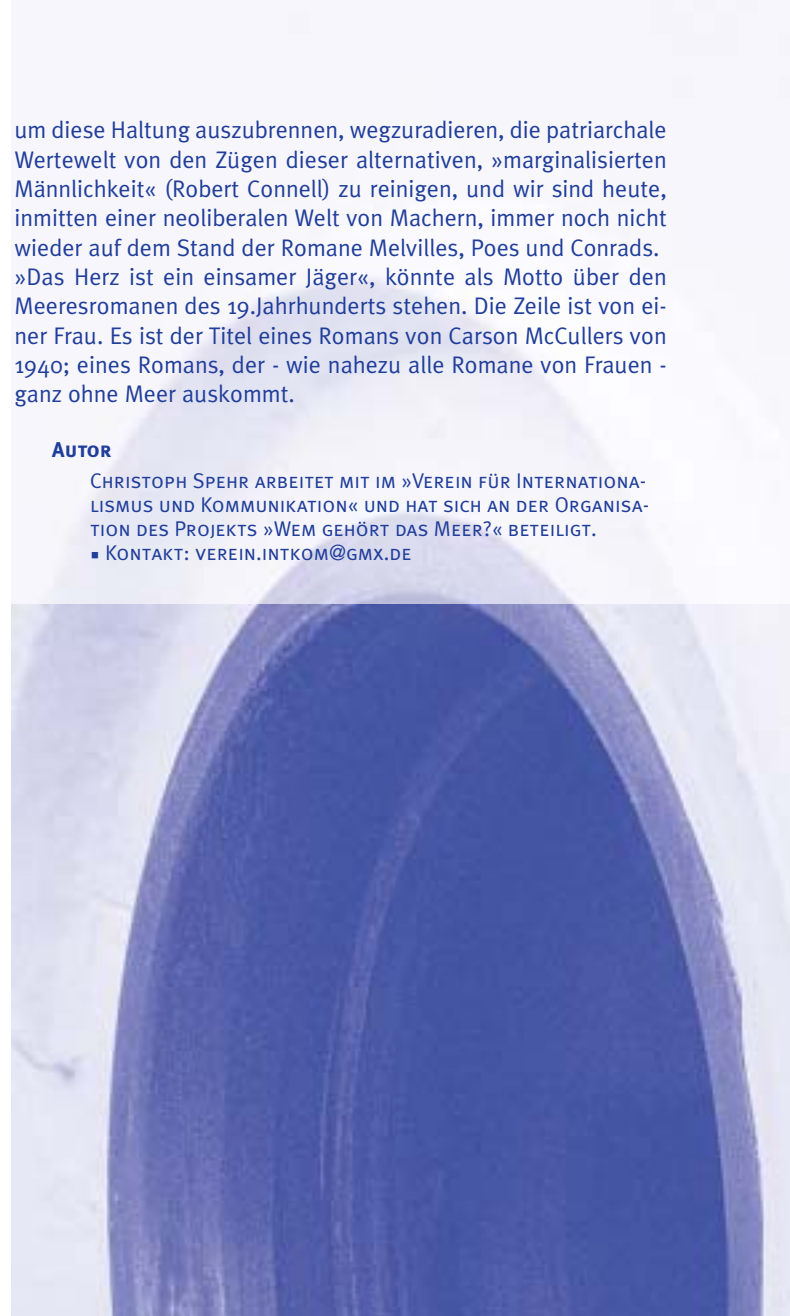 um diese Haltung auszubrennen, wegzuradieren, die patriarchale
Wertewelt von den Zügen dieser alternativen, »marginalisierten
Männlichkeit« (Robert Connell) zu reinigen, und wir sind heute,
inmitten einer neoliberalen Welt von Machern, immer noch nicht
wieder auf dem Stand der Romane Melvilles, Poes und Conrads.
»Das Herz ist ein einsamer Jäger«, könnte als Motto über den
Meeresromanen des 19.Jahrhunderts stehen. Die Zeile ist von ei-
ner Frau. Es ist der Titel eines Romans von Carson McCullers von
1940; eines Romans, der - wie nahezu alle Romane von Frauen -
ganz ohne Meer auskommt.
Autor
Christoph Spehr arbeitet mit im »Verein für Internationa-
lismus und Kommunikation« und hat sich an der Organisa-
tion des Projekts »Wem gehört das Meer?« beteiligt.
▪ Kontakt: verein.intkom@gmx.de